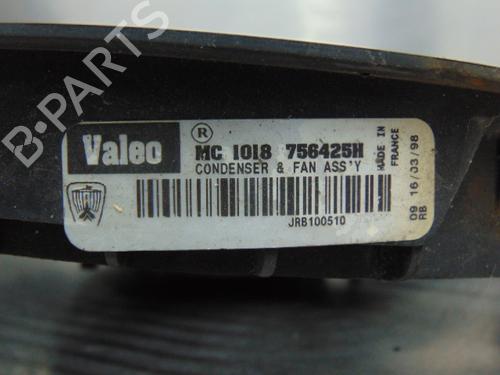 B-PARTS
Valeo ® MC 1018 756425H
CONDENSER & FAN ASS'Y
JRB100510
MADE IN
FRANCE
09 16/03/98
RB